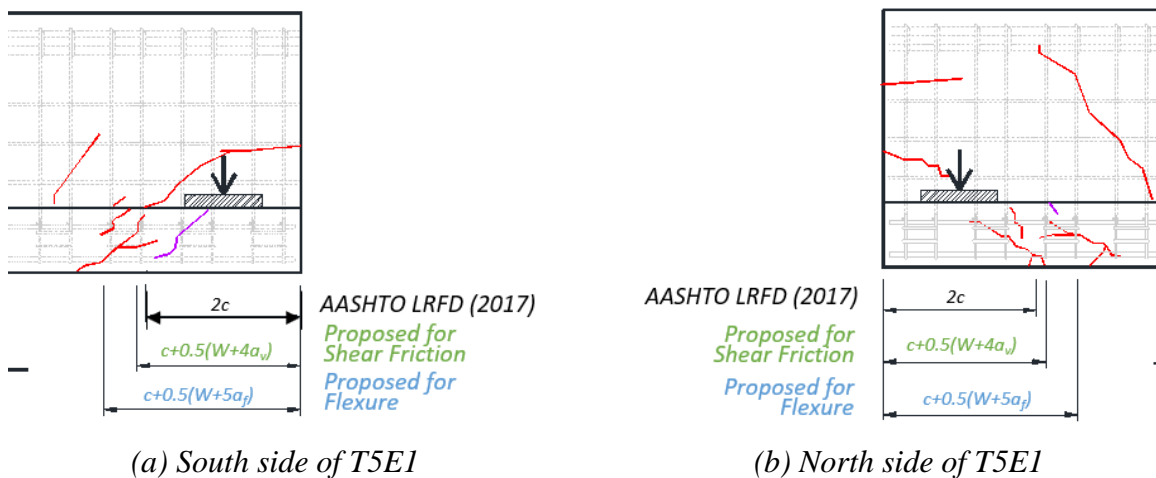 2c
AASHTO LRFD (2017)
c+0.5(W+4aᵥ)
Proposed for
Shear Friction
c+0.5(W+5a_f)
Proposed for
Flexure
(a) South side of T5E1
AASHTO LRFD (2017)
2c
Proposed for
Shear Friction
c+0.5(W+4aᵥ)
Proposed for
Flexure
c+0.5(W+5a_f)
(b) North side of T5E1